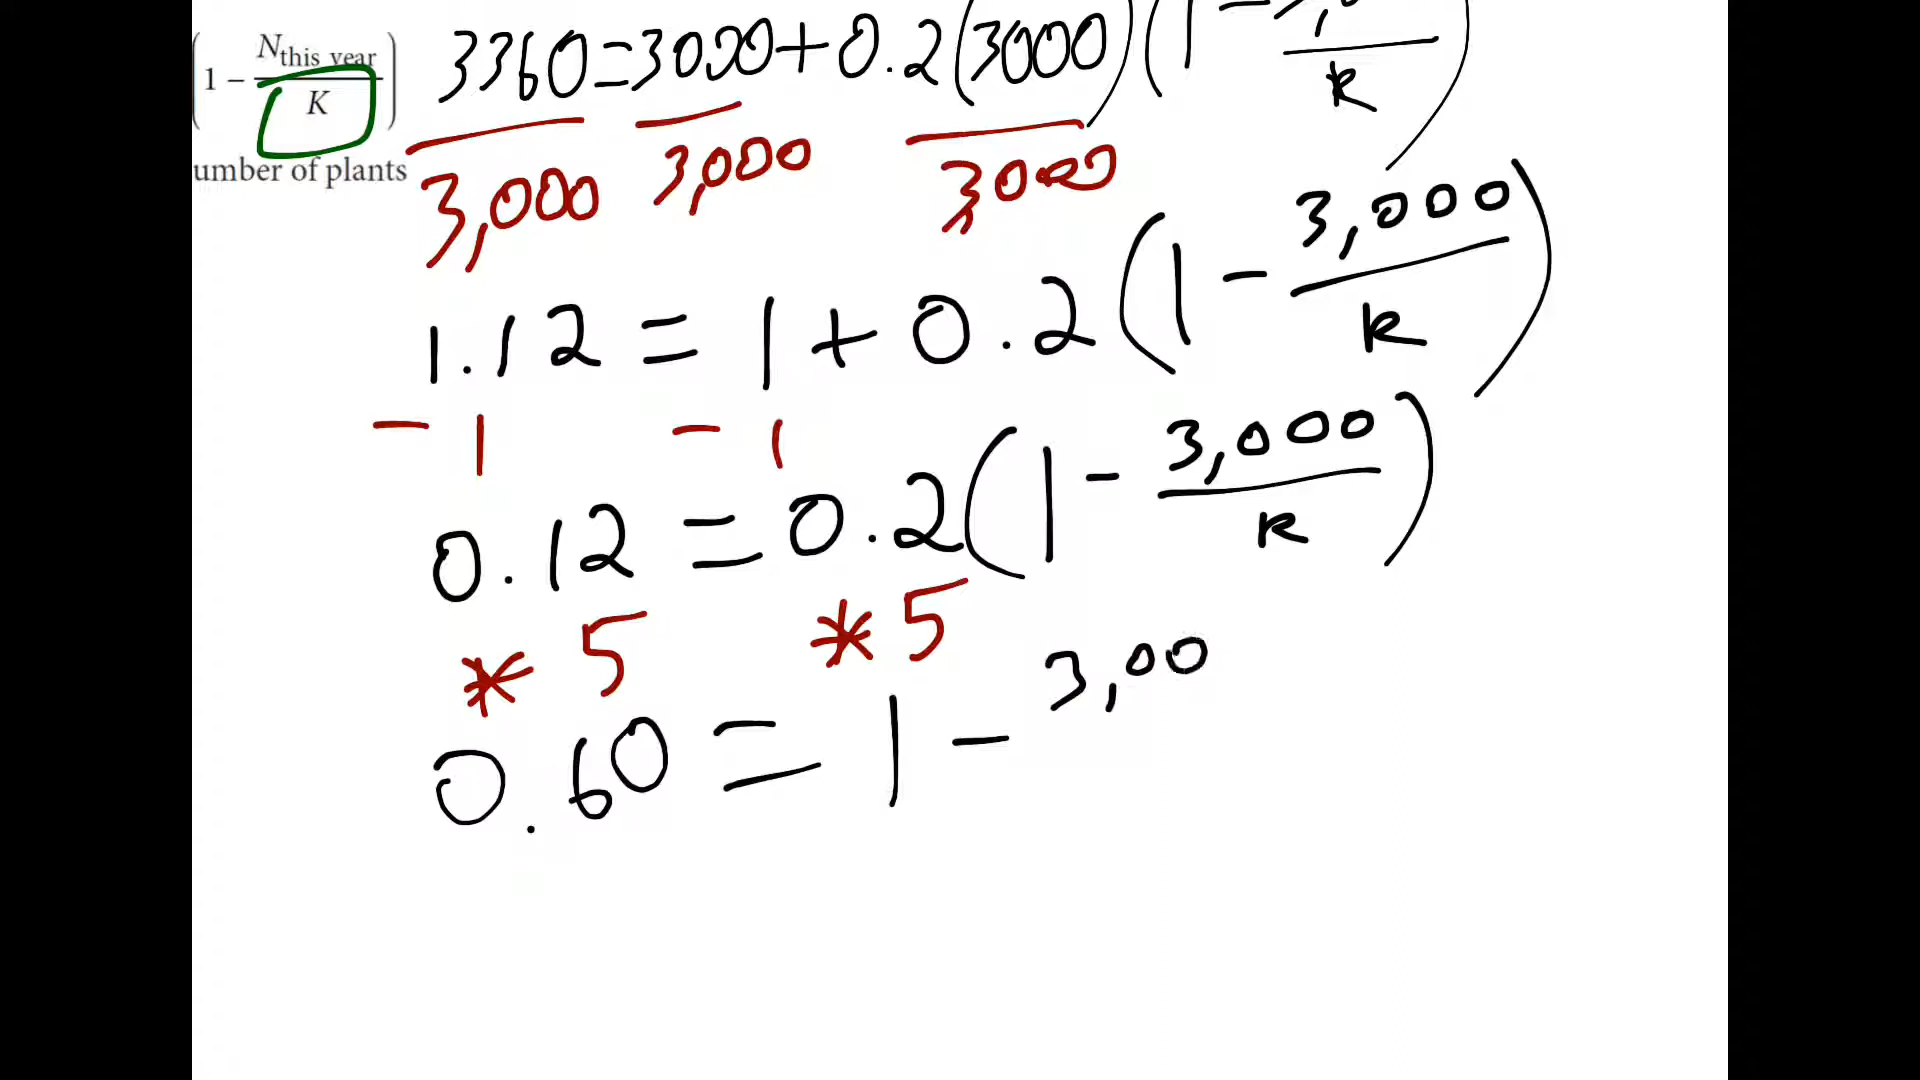 (1 − N this year / K) 3360=3000+0.2(3000)(1 − / K)
umber of plants
3,000 3,000 3000
1.12 = 1 + 0.2 (1 − 3,000 / K)
− 1 − 1
0.12 = 0.2 (1 − 3,000 / K)
* 5 * 5
0.60 = 1 − 3,00